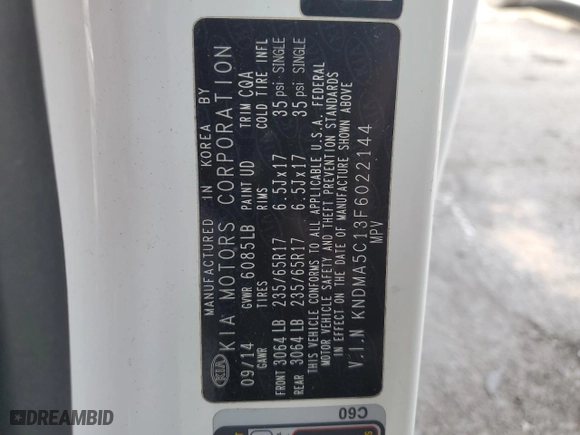 MANUFACTURED IN KOREA BY
KIA KIA MOTORS CORPORATION
09/14 GVWR 6085LB PAINT UD TRIM CQA
GAWR TIRES RIMS COLD TIRE INFL
FRONT 3064 LB 235/65R17 6.5Jx17 35 psi SINGLE
REAR 3064 LB 235/65R17 6.5Jx17 35 psi SINGLE
THIS VEHICLE CONFORMS TO ALL APPLICABLE U.S.A. FEDERAL
MOTOR VEHICLE SAFETY AND THEFT PREVENTION STANDARDS
IN EFFECT ON THE DATE OF MANUFACTURE SHOWN ABOVE
V.I.N KNDMA5C13F6022144
MPV
C60
DREAMBID